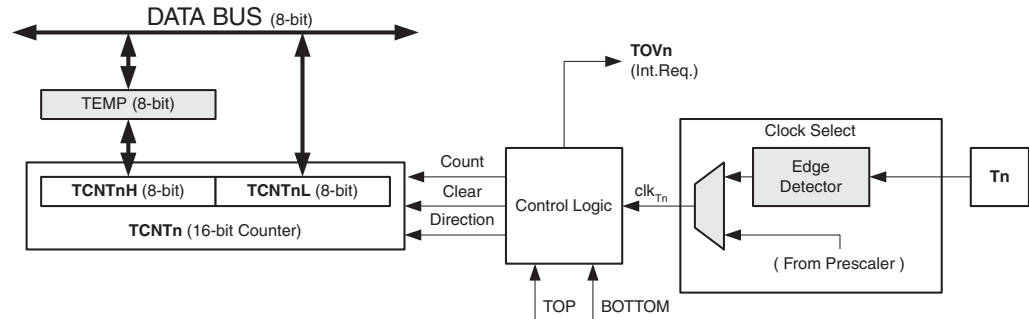 DATA BUS (8-bit)
TOVn
(Int.Req.)
TEMP (8-bit)
Clock Select
Count
Edge
Detector
Tn
TCNTnH (8-bit) TCNTnL (8-bit)
Clear
Control Logic
clkTn
TCNTn (16-bit Counter)
Direction
( From Prescaler )
TOP
BOTTOM